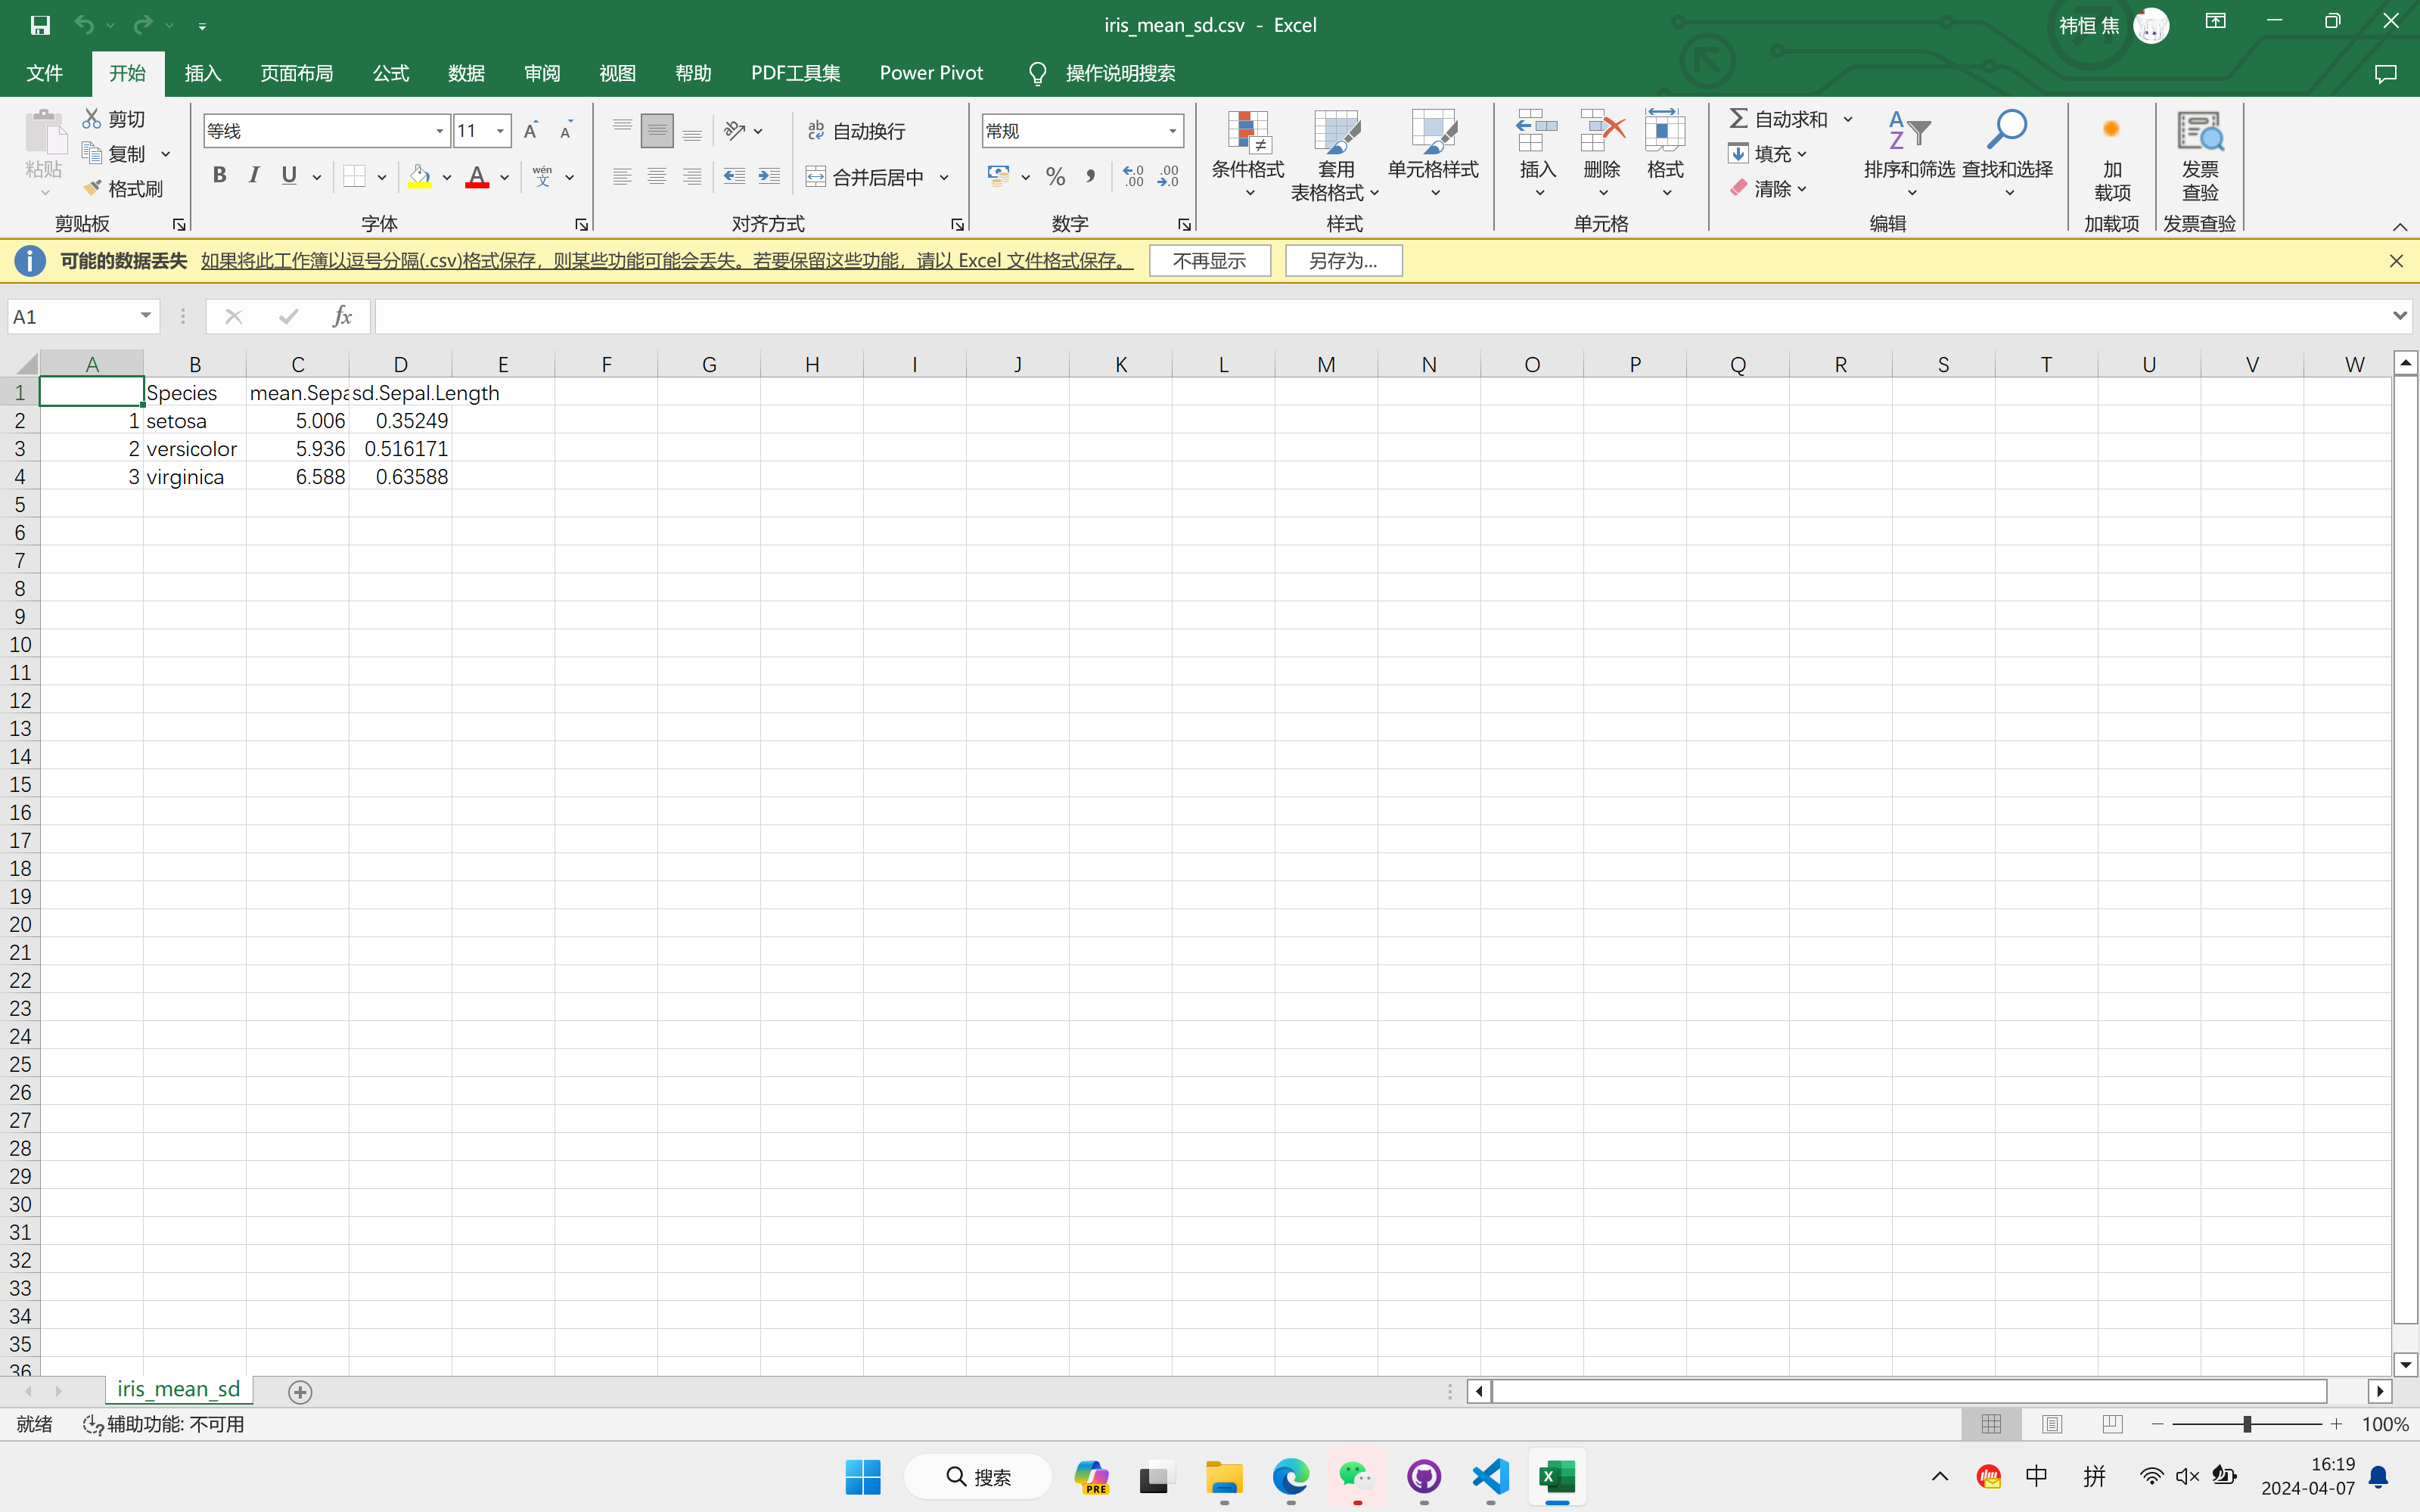 iris_mean_sd.csv - Excel
祎恒 焦
文件 开始 插入 页面布局 公式 数据 审阅 视图 帮助 PDF工具集 Power Pivot 操作说明搜索
粘贴
剪切
复制
格式刷
剪贴板
等线 11
B I U
wén
文
字体
自动换行
合并后居中
对齐方式
常规
%
数字
条件格式
套用
表格格式
单元格样式
样式
插入
删除
格式
单元格
自动求和
填充
清除
排序和筛选
查找和选择
编辑
加
载项
加载项
发票
查验
发票查验
可能的数据丢失 如果将此工作簿以逗号分隔(.csv)格式保存，则某些功能可能会丢失。若要保留这些功能，请以 Excel 文件格式保存。 不再显示 另存为...
A1 fx
A B C D E F G H I J K L M N O P Q R S T U V W
1 Species mean.Sepa sd.Sepal.Length
2 1 setosa 5.006 0.35249
3 2 versicolor 5.936 0.516171
4 3 virginica 6.588 0.63588
5
6
7
8
9
10
11
12
13
14
15
16
17
18
19
20
21
22
23
24
25
26
27
28
29
30
31
32
33
34
35
36
iris_mean_sd
就绪 辅助功能: 不可用 100%
搜索
PRE
中 拼
16:19
2024-04-07